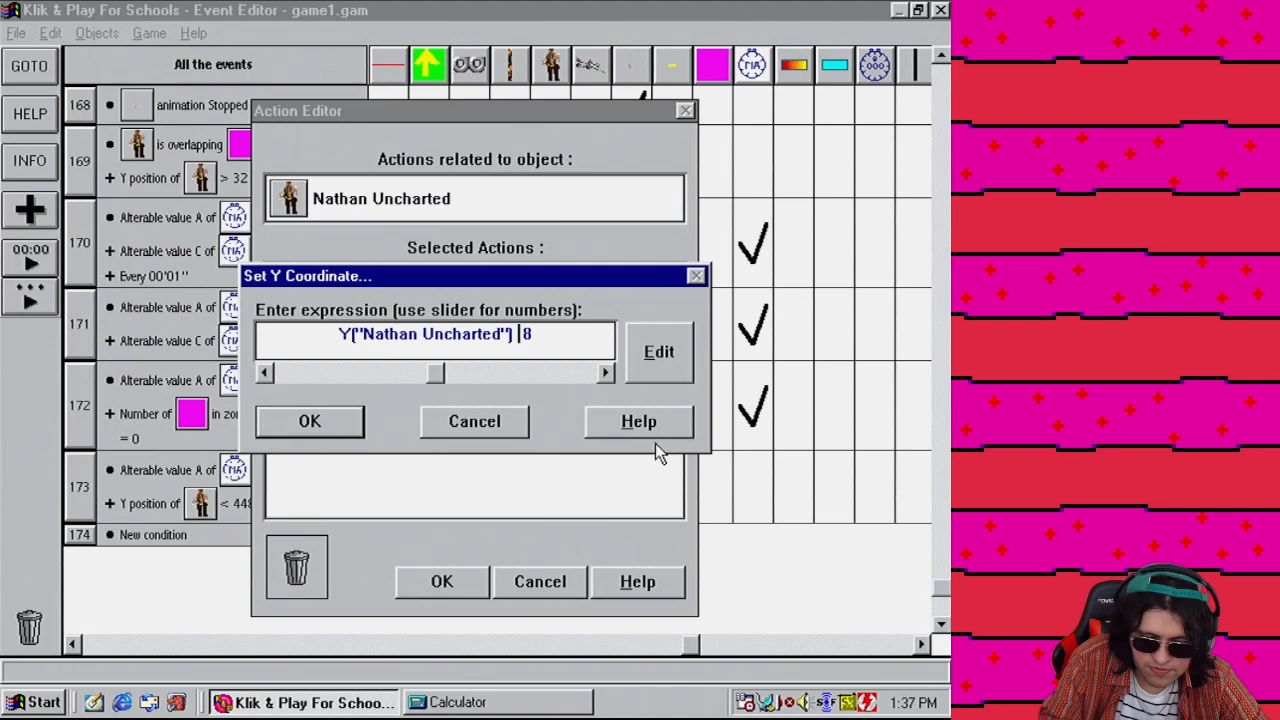 Klik & Play For Schools - Event Editor - game1.gam
File Edit Objects Game Help
GOTO
HELP
INFO
00:00
All the events
000
168 • animation Stopped
169 • is overlapping
+ Y position of > 32
170 • Alterable value A of
+ Alterable value C of
+ Every 00'01"
171 • Alterable value A of
+ Alterable value C of
172 • Alterable value A of
+ Number of in zo
= 0
173 • Alterable value A of
+ Y position of < 448
174 • New condition
Action Editor
Actions related to object :
Nathan Uncharted
Selected Actions :
Set Y Coordinate...
Enter expression (use slider for numbers):
Y("Nathan Uncharted") 8
Edit
OK Cancel Help
OK Cancel Help
Start
Klik & Play For Schoo...
Calculator
1:37 PM